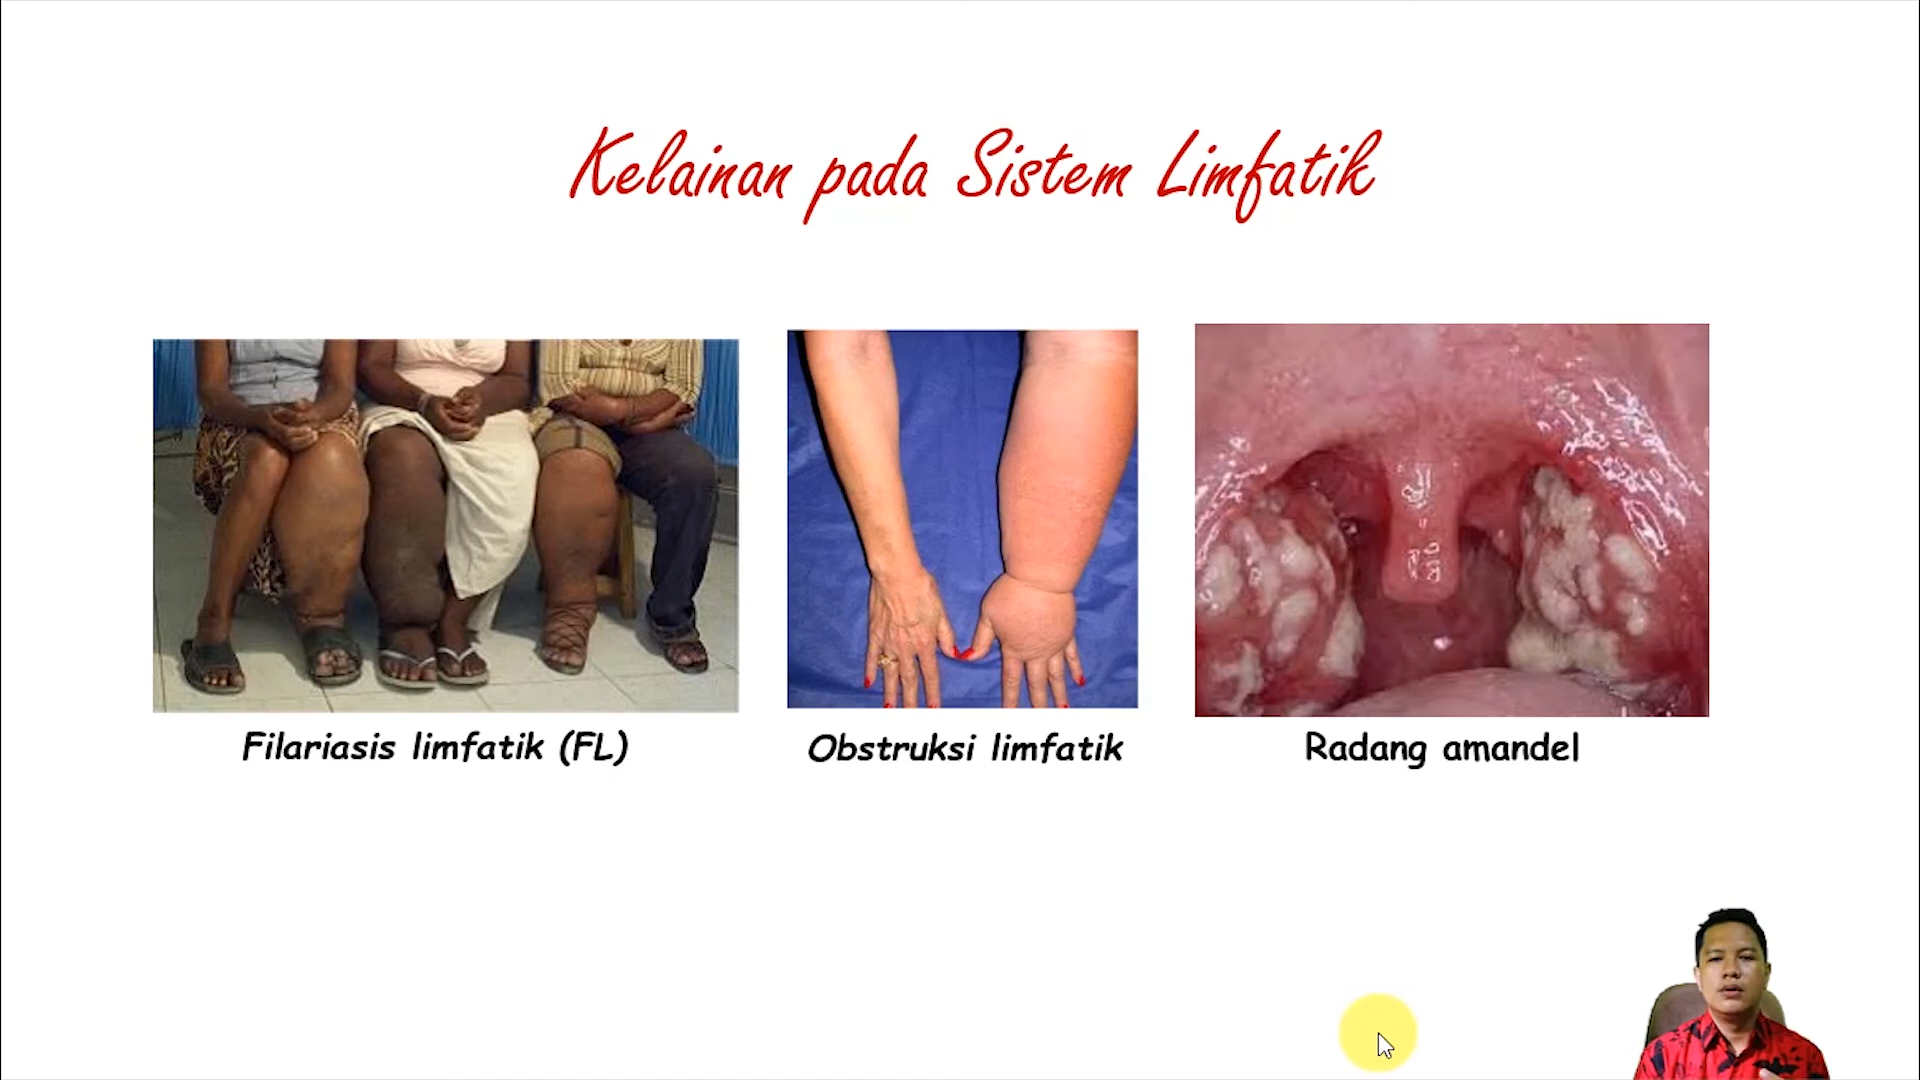 Kelainan pada Sistem Limfatik
Filariasis limfatik (FL)
Obstruksi limfatik
Radang amandel